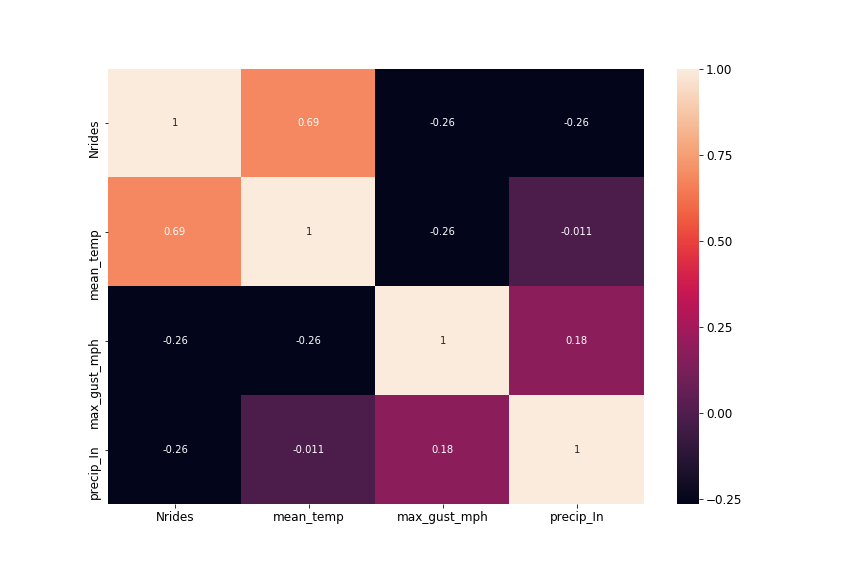 Nrides
1
0.69
-0.26
-0.26
mean_temp
0.69
1
-0.26
-0.011
max_gust_mph
-0.26
-0.26
1
0.18
precip_In
-0.26
-0.011
0.18
1
Nrides
mean_temp
max_gust_mph
precip_In
1.00
0.75
0.50
0.25
0.00
−0.25